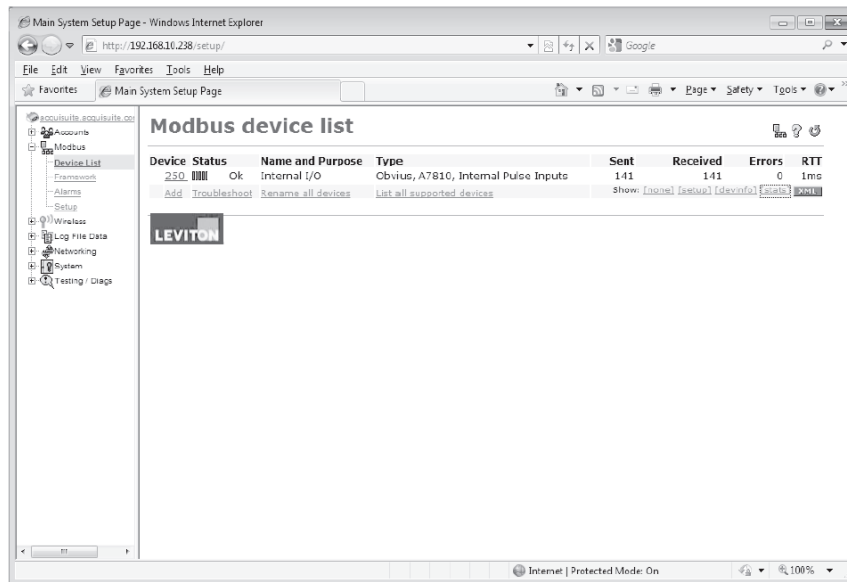 Main System Setup Page - Windows Internet Explorer
http://192.168.10.238/setup/
Google
File Edit View Favorites Tools Help
Favorites Main System Setup Page
Page Safety Tools
acquisuite.acquisuite.co
Accounts
Modbus
Device List
Framework
Alarms
Setup
Wireless
Log File Data
Networking
System
Testing / Diags
Modbus device list
Device Status Name and Purpose Type Sent Received Errors RTT
250 Ok Internal I/O Obvius, A7810, Internal Pulse Inputs 141 141 0 1ms
Add Troubleshoot Rename all devices List all supported devices Show: [none] [setup] [devinfo] [stats] XML
LEVITON
Internet | Protected Mode: On 100%